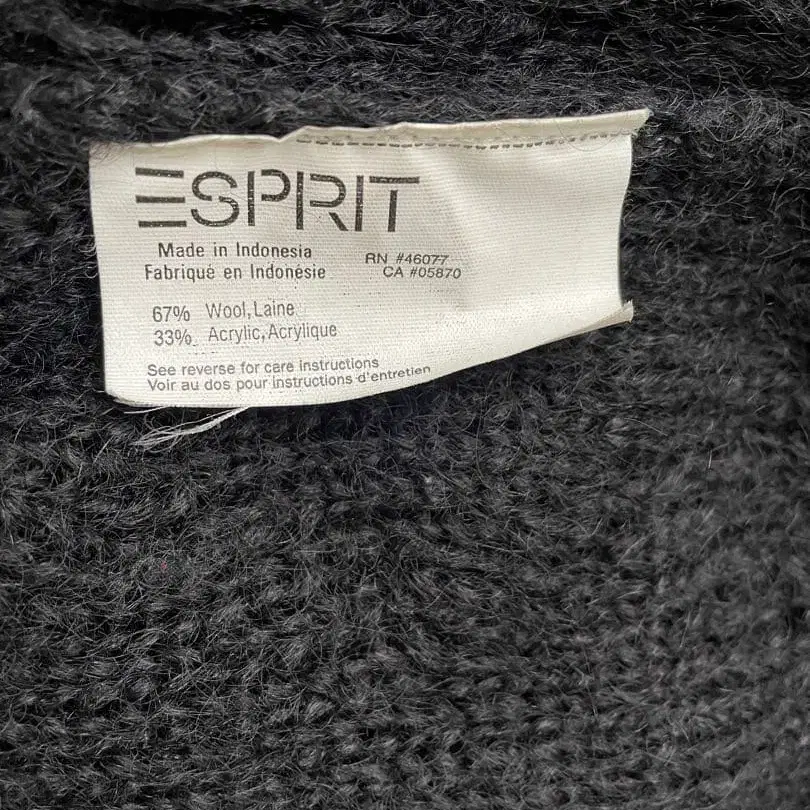 ESPRIT
Made in Indonesia
Fabriqué en Indonésie
RN #46077
CA #05870
67% Wool, Laine
33% Acrylic, Acrylique
See reverse for care instructions
Voir au dos pour instructions d'entretien